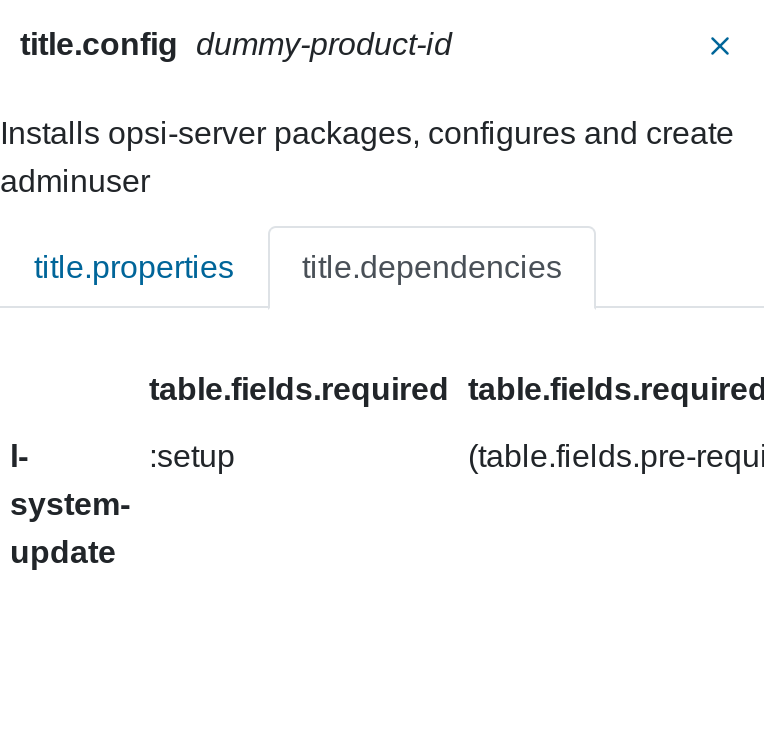 title.config dummy-product-id
Installs opsi-server packages, configures and create
adminuser
title.properties title.dependencies
table.fields.required table.fields.required
l- :setup (table.fields.pre-requi
system-
update